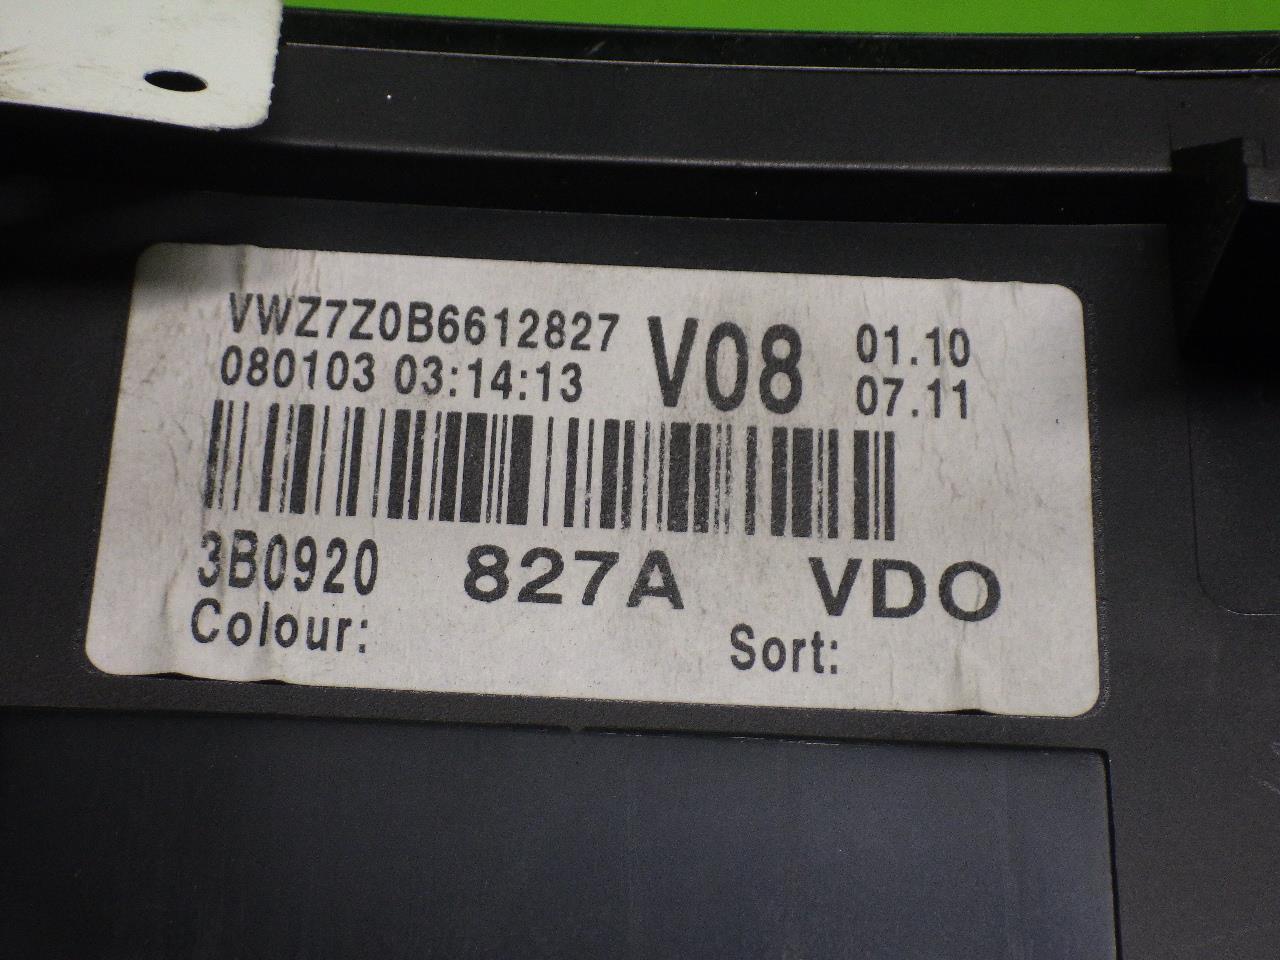 VWZ7Z0B6612827 V08 01.10
080103 03:14:13 07.11
3B0920 827A VDO
Colour: Sort: